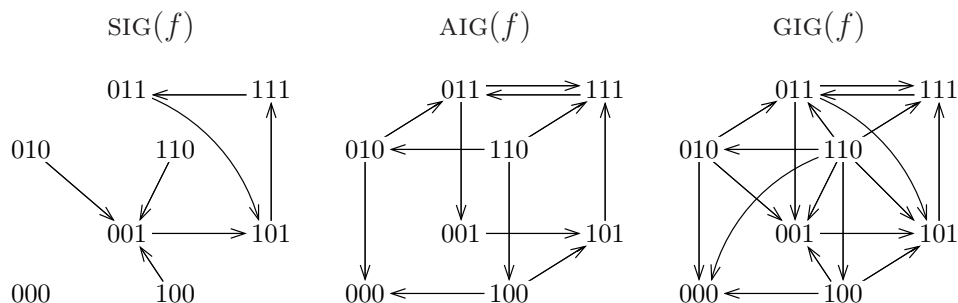 SIG(f) AIG(f) GIG(f)
011 111 011 111 011 111
010 110 010 110 010 110
001 101 001 101 001 101
000 100 000 100 000 100